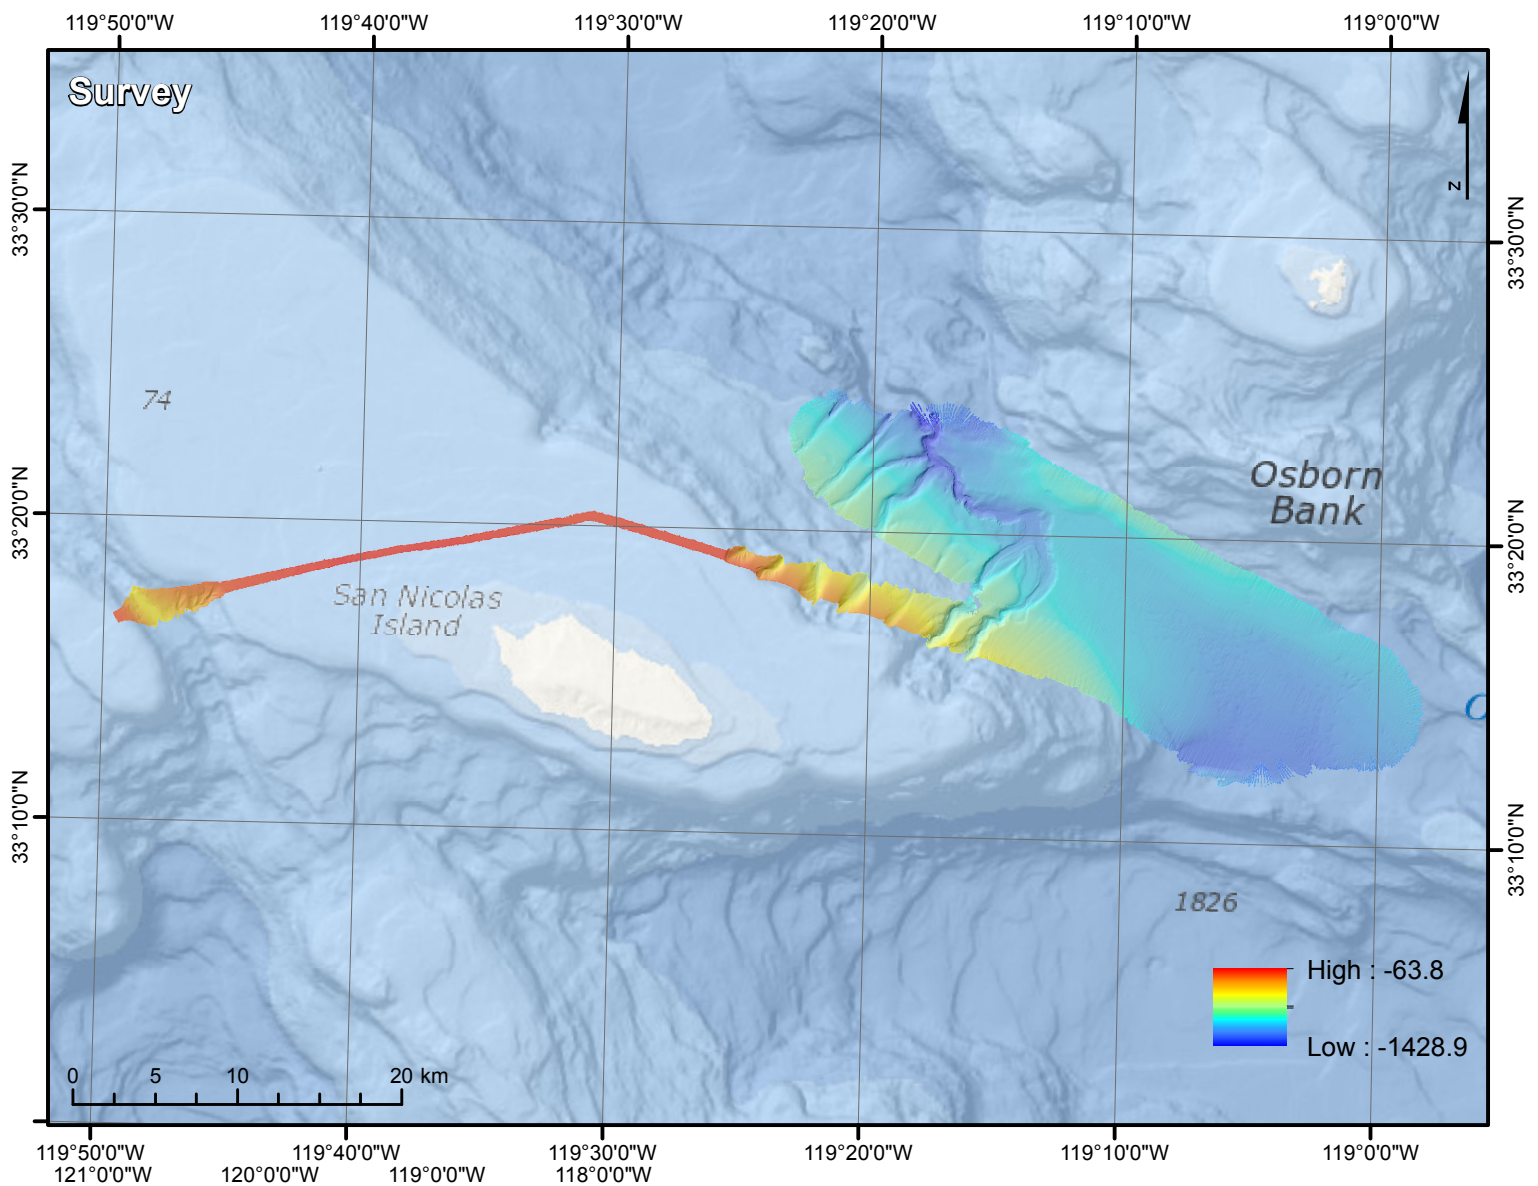 119°50'0"W 119°40'0"W 119°30'0"W 119°20'0"W 119°10'0"W 119°0'0"W
Survey
z
33°30'0"N
33°30'0"N
74
Osborn
Bank
33°20'0"N
33°20'0"N
San Nicolas
Island
O
33°10'0"N
33°10'0"N
1826
High : -63.8
Low : -1428.9
0 5 10 20 km
119°50'0"W 119°40'0"W 119°30'0"W 119°20'0"W 119°10'0"W 119°0'0"W
121°0'0"W 120°0'0"W 119°0'0"W 118°0'0"W